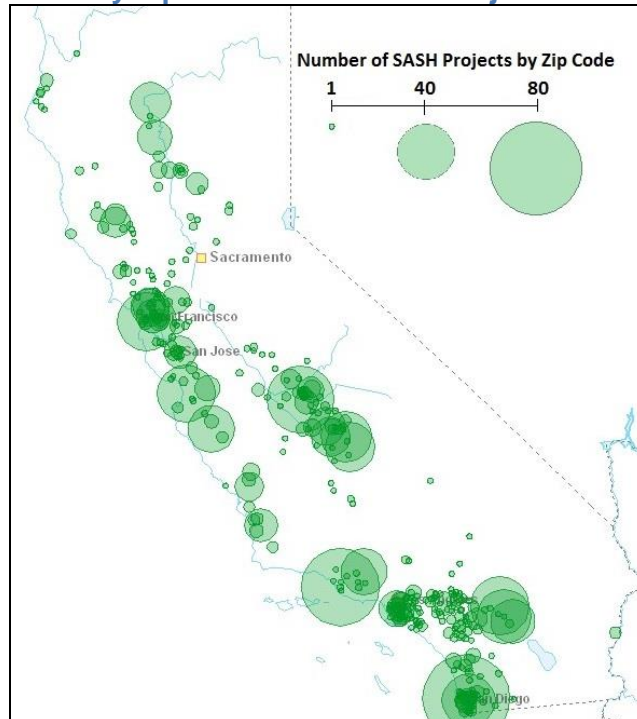 Number of SASH Projects by Zip Code
1 40 80
Sacramento
Francisco
San Jose
Diego